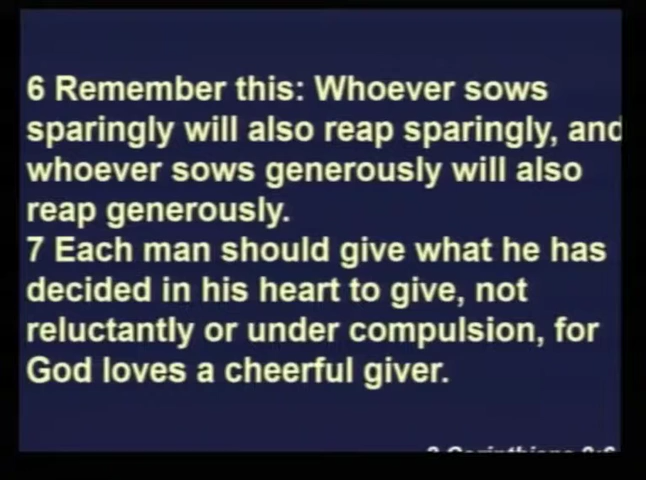 6 Remember this: Whoever sows
sparingly will also reap sparingly, and
whoever sows generously will also
reap generously.
7 Each man should give what he has
decided in his heart to give, not
reluctantly or under compulsion, for
God loves a cheerful giver.